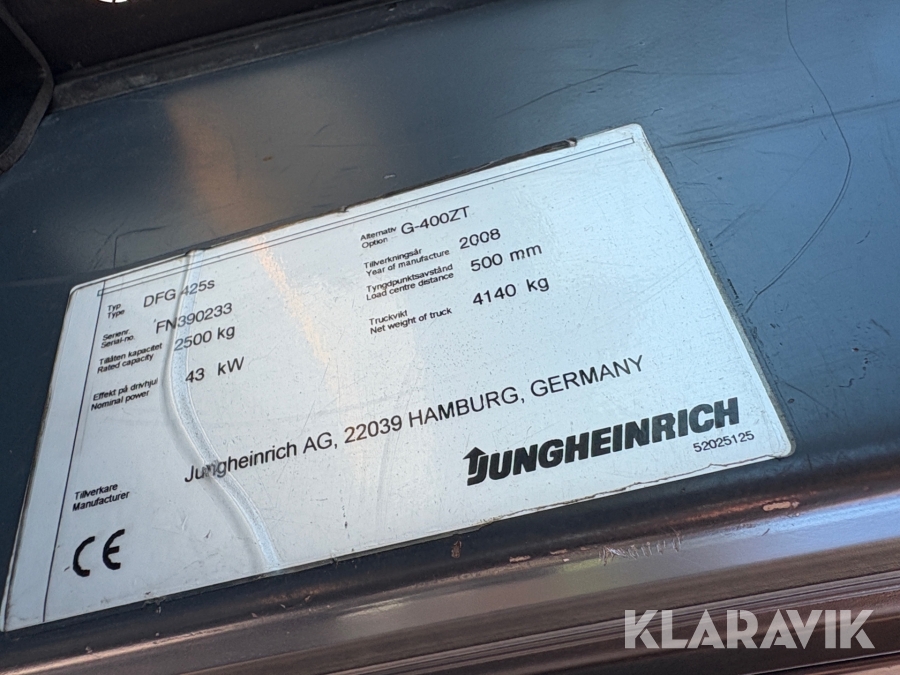 Typ DFG 425s Alternativ G-400ZT
Type Option
Serienr. FN390233 Tillverkningsår 2008
Serial-no. Year of manufacture
Tillåten kapacitet 2500 kg Tyngdpunktsavstånd 500 mm
Rated capacity Load centre distance
Effekt på drivhjul 43 kW Truckvikt 4140 kg
Nominal power Net weight of truck
Tillverkare Jungheinrich AG, 22039 HAMBURG, GERMANY
Manufacturer
CE
JUNGHEINRICH
52025125
KLARAVIK